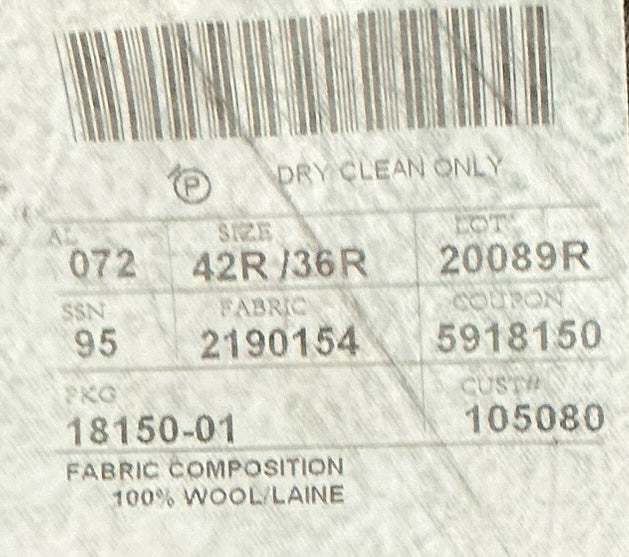 P
DRY CLEAN ONLY
AL SIZE LOT
072 42R /36R 20089R
SSN FABRIC COUPON
95 2190154 5918150
PKG CUST#
18150-01 105080
FABRIC COMPOSITION
100% WOOL/LAINE